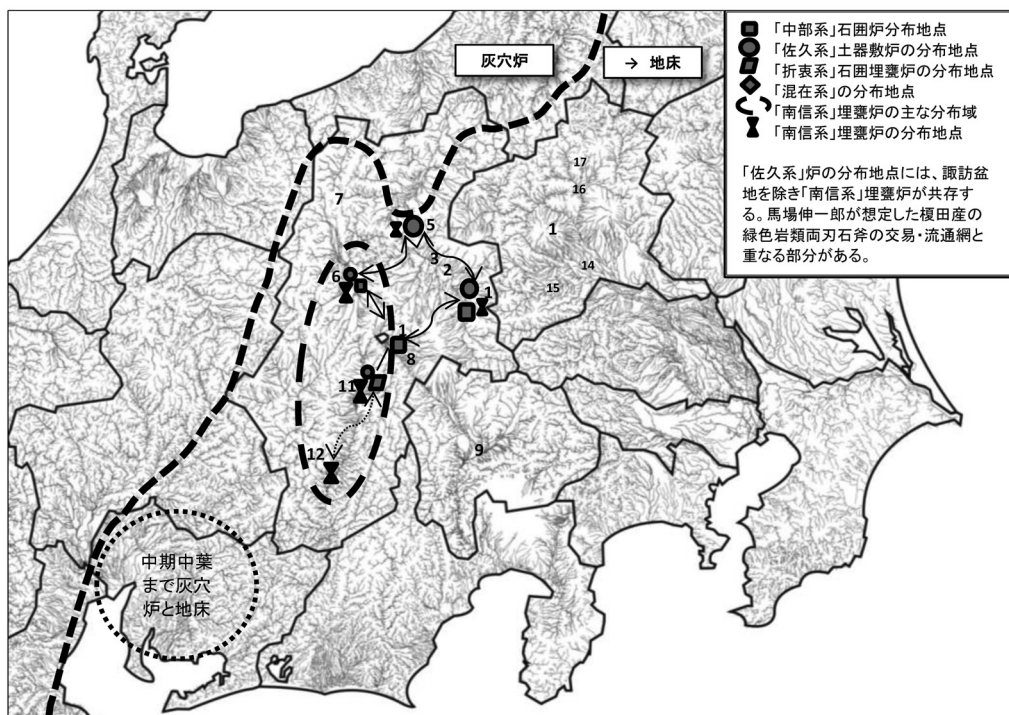 灰穴炉
→ 地床
「中部系」石囲炉分布地点
「佐久系」土器敷炉の分布地点
「折衷系」石囲埋甕炉の分布地点
「混在系」の分布地点
「南信系」埋甕炉の主な分布域
「南信系」埋甕炉の分布地点
「佐久系」炉の分布地点には、諏訪盆
地を除き「南信系」埋甕炉が共存す
る。馬場伸一郎が想定した榎田産の
緑色岩類両刃石斧の交易・流通網と
重なる部分がある。
17
16
7
5
1
3
2
14
6
15
1
1
8
11
12
9
中期中葉
まで灰穴
炉と地床